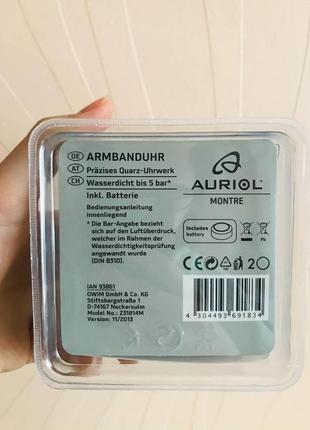 DE ARMBANDUHR
AT Präzises Quarz-Uhrwerk
CH Wasserdicht bis 5 bar*
Inkl. Batterie
Bedienungsanleitung
innenliegend
* Die Bar-Angabe bezieht
sich auf den Luftüberdruck,
welcher im Rahmen der
Wasserdichtigkeitsprüfung
angewandt wurde
(DIN 8310).
IAN 93861
OWIM GmbH & Co. KG
Stiftsbergstraße 1
D-74167 Neckarsulm
Model No.: Z31814M
Version: 11/2013
AURIOL®
MONTRE
Includes
battery
Pb
CE
2
4 304493 691834